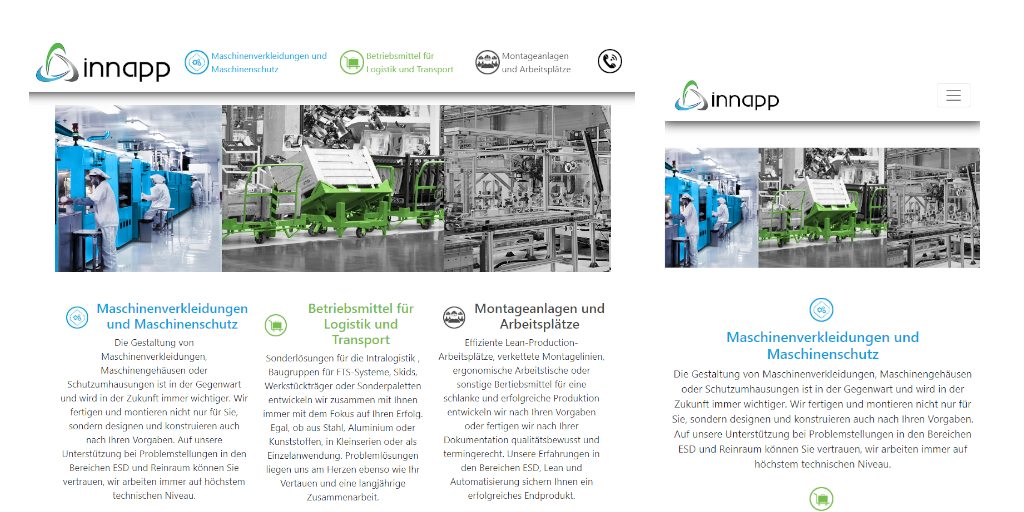 innapp
Maschinenverkleidungen und
Maschinenschutz
Betriebsmittel für
Logistik und Transport
Montageanlagen
und Arbeitsplätze
Maschinenverkleidungen
und Maschinenschutz
Die Gestaltung von
Maschinenverkleidungen,
Maschinengehäusen oder
Schutzumhausungen ist in der Gegenwart
und wird in der Zukunft immer wichtiger. Wir
fertigen und montieren nicht nur für Sie,
sondern designen und konstruieren auch
nach Ihren Vorgaben. Auf unsere
Unterstützung bei Problemstellungen in den
Bereichen ESD und Reinraum können Sie
vertrauen, wir arbeiten immer auf höchstem
technischen Niveau.
Betriebsmittel für
Logistik und
Transport
Sonderlösungen für die Intralogistik ,
Baugruppen für FTS-Systeme, Skids,
Werkstückträger oder Sonderpaletten
entwickeln wir zusammen mit Ihnen
immer mit dem Fokus auf Ihren Erfolg.
Egal, ob aus Stahl, Aluminium oder
Kunststoffen, in Kleinserien oder als
Einzelanwendung. Problemlösungen
liegen uns am Herzen ebenso wie Ihr
Vertauen und eine langjährige
Zusammenarbeit.
Montageanlagen und
Arbeitsplätze
Effiziente Lean-Production-
Arbeitsplätze, verkettete Montagelinien,
ergonomische Arbeitstische oder
sonstige Bertiebsmittel für eine
schlanke und erfolgreiche Produktion
entwickeln wir nach Ihren Vorgaben
oder fertigen wir nach Ihrer
Dokumentation qualitätsbewusst und
termingerecht. Unsere Erfahrungen in
den Bereichen ESD, Lean und
Automatisierung sichern Ihnen ein
erfolgreiches Endprodukt.
innapp
Maschinenverkleidungen und
Maschinenschutz
Die Gestaltung von Maschinenverkleidungen, Maschinengehäusen
oder Schutzumhausungen ist in der Gegenwart und wird in der
Zukunft immer wichtiger. Wir fertigen und montieren nicht nur für
Sie, sondern designen und konstruieren auch nach Ihren Vorgaben.
Auf unsere Unterstützung bei Problemstellungen in den Bereichen
ESD und Reinraum können Sie vertrauen, wir arbeiten immer auf
höchstem technischen Niveau.